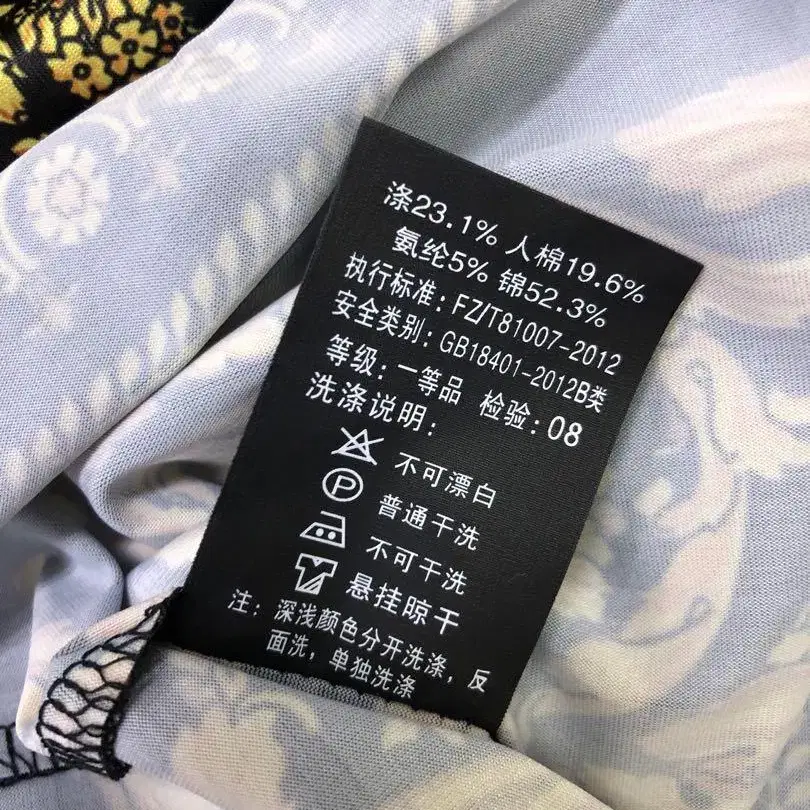 涤23.1% 人棉19.6%
氨纶5% 锦52.3%
执行标准：FZ/T81007-2012
安全类别：GB18401-2012B类
等级：一等品 检验：08
洗涤说明：
不可漂白
P 普通干洗
不可干洗
悬挂晾干
注：深浅颜色分开洗涤，反
面洗，单独洗涤